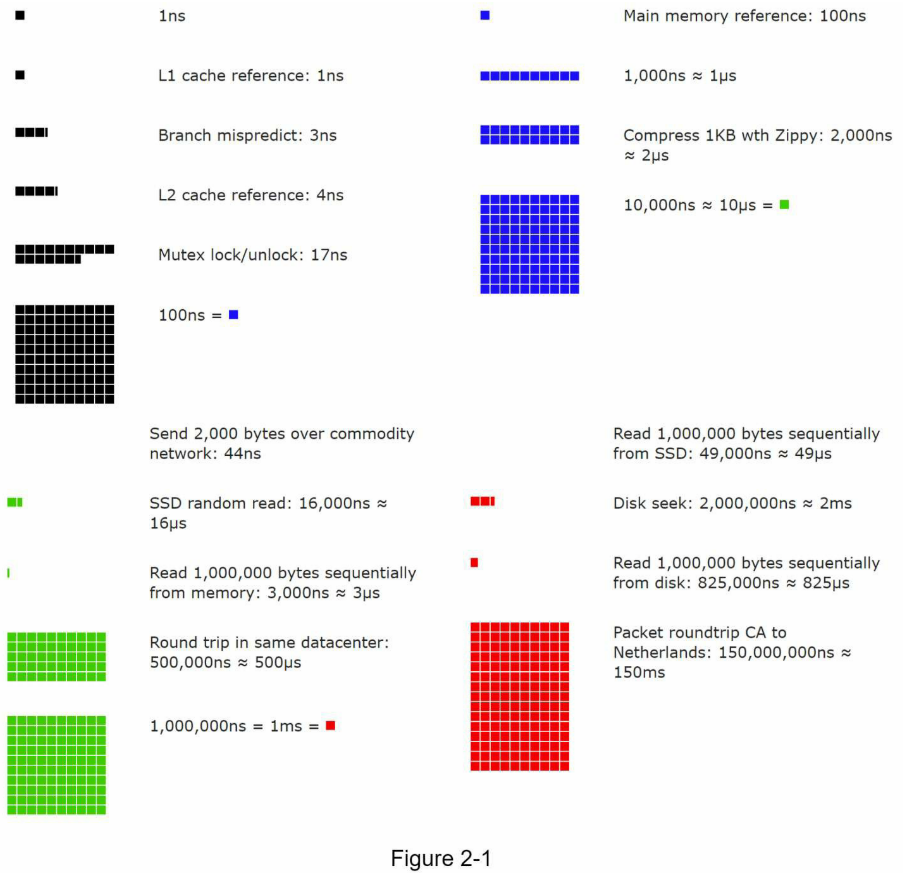 1ns
L1 cache reference: 1ns
Branch mispredict: 3ns
L2 cache reference: 4ns
Mutex lock/unlock: 17ns
100ns =
Main memory reference: 100ns
1,000ns ≈ 1μs
Compress 1KB wth Zippy: 2,000ns
≈ 2μs
10,000ns ≈ 10μs =
Send 2,000 bytes over commodity
network: 44ns
SSD random read: 16,000ns ≈
16μs
Read 1,000,000 bytes sequentially
from memory: 3,000ns ≈ 3μs
Round trip in same datacenter:
500,000ns ≈ 500μs
1,000,000ns = 1ms =
Read 1,000,000 bytes sequentially
from SSD: 49,000ns ≈ 49μs
Disk seek: 2,000,000ns ≈ 2ms
Read 1,000,000 bytes sequentially
from disk: 825,000ns ≈ 825μs
Packet roundtrip CA to
Netherlands: 150,000,000ns ≈
150ms
Figure 2-1